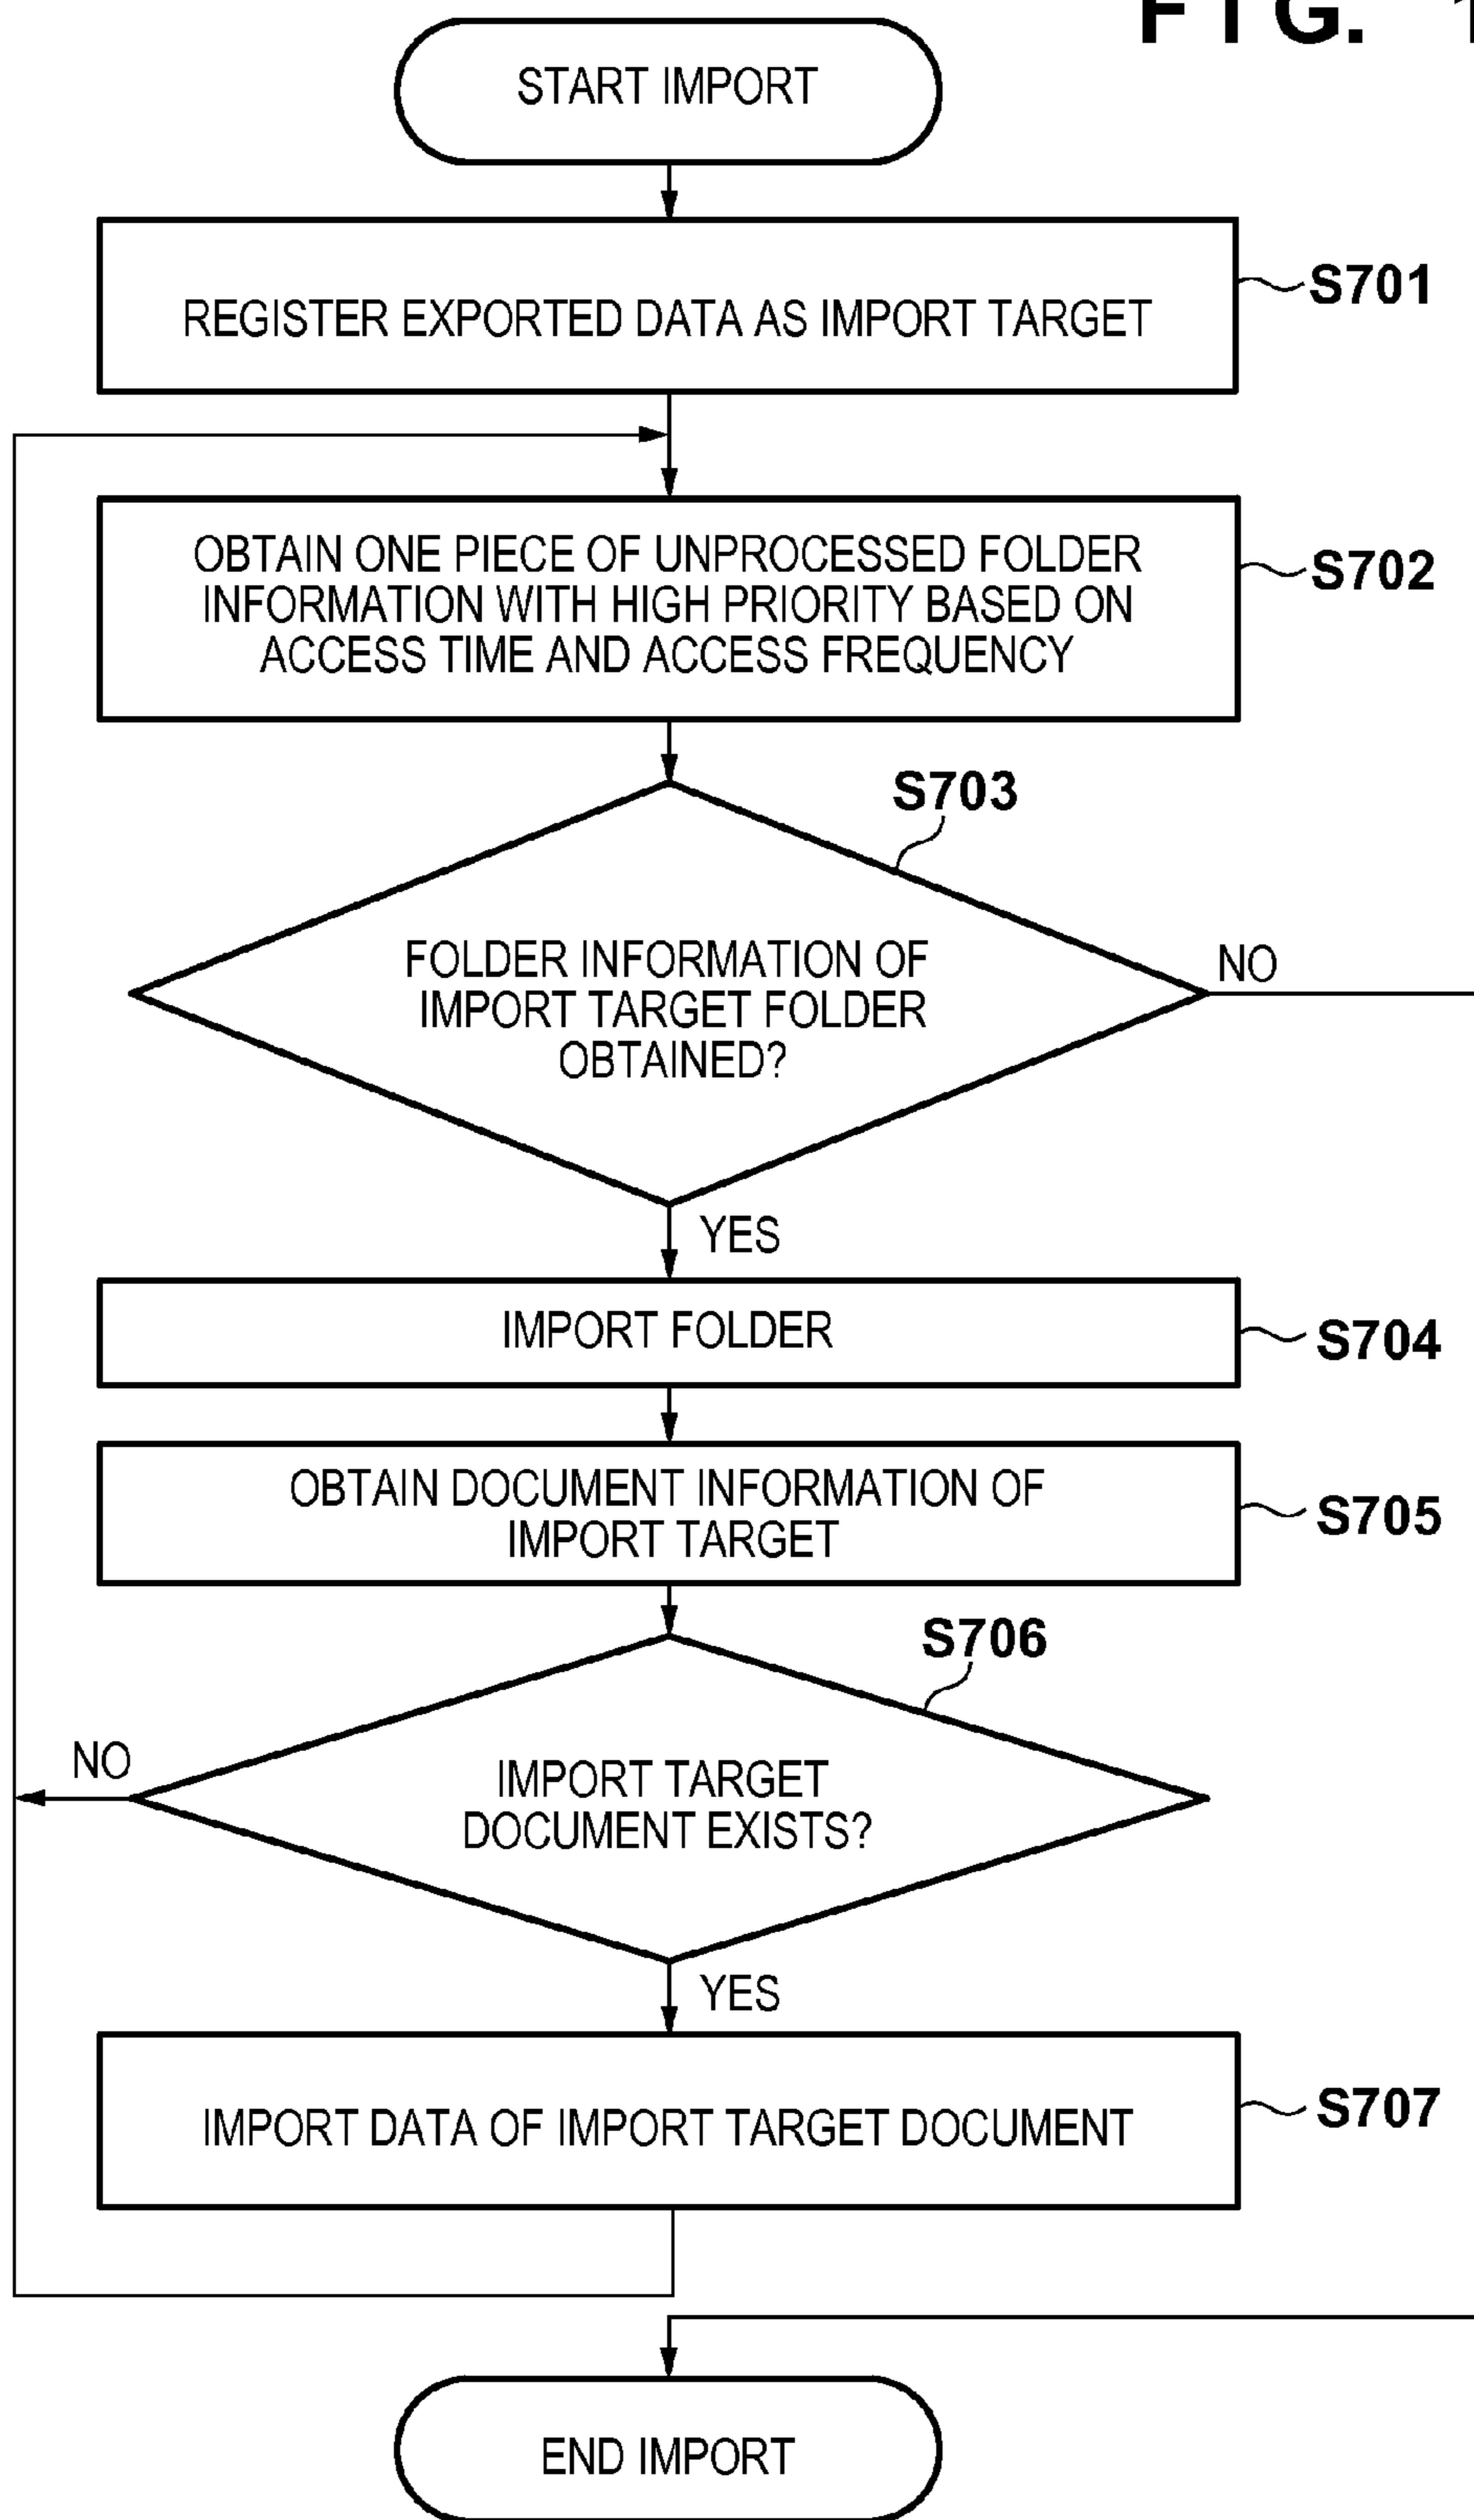 FIG. 1
START IMPORT
REGISTER EXPORTED DATA AS IMPORT TARGET
S701
OBTAIN ONE PIECE OF UNPROCESSED FOLDER
INFORMATION WITH HIGH PRIORITY BASED ON
ACCESS TIME AND ACCESS FREQUENCY
S702
S703
FOLDER INFORMATION OF
IMPORT TARGET FOLDER
OBTAINED?
NO
YES
IMPORT FOLDER
S704
OBTAIN DOCUMENT INFORMATION OF
IMPORT TARGET
S705
S706
NO
IMPORT TARGET
DOCUMENT EXISTS?
YES
IMPORT DATA OF IMPORT TARGET DOCUMENT
S707
END IMPORT